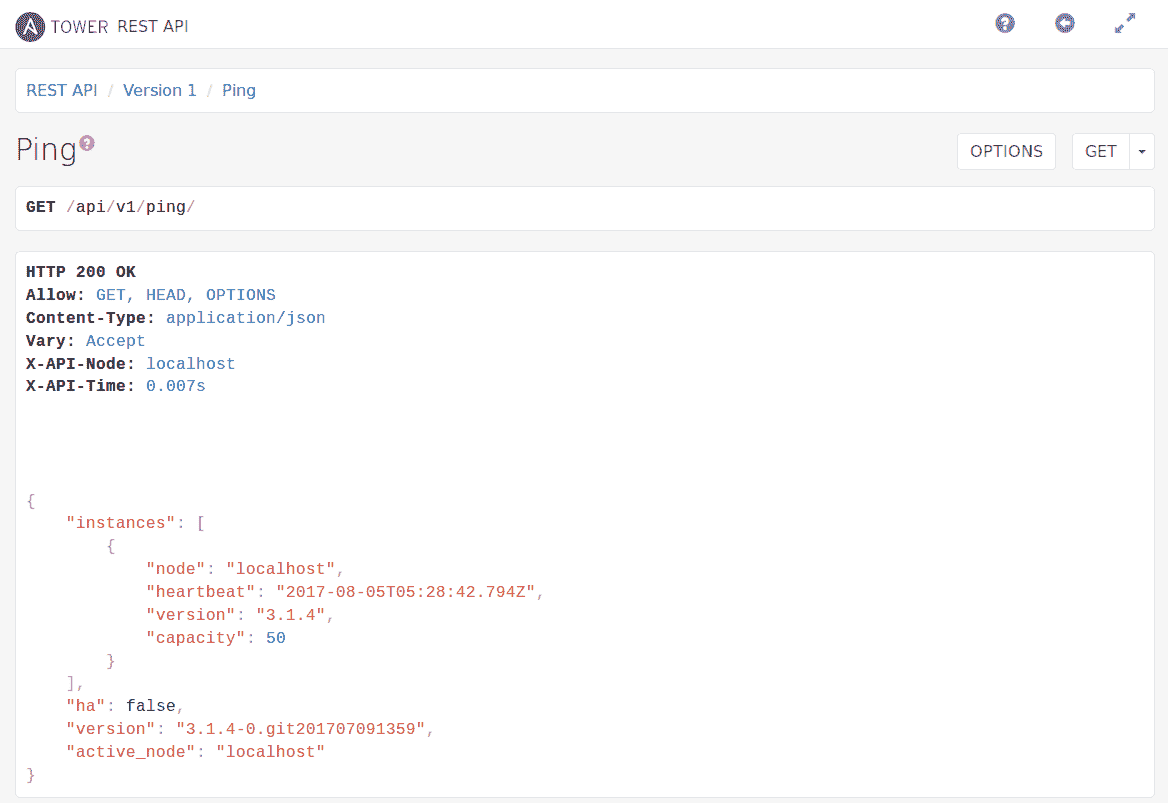 A TOWER REST API
REST API / Version 1 / Ping
Ping?
OPTIONS GET
GET /api/v1/ping/
HTTP 200 OK
Allow: GET, HEAD, OPTIONS
Content-Type: application/json
Vary: Accept
X-API-Node: localhost
X-API-Time: 0.007s
{
    "instances": [
        {
            "node": "localhost",
            "heartbeat": "2017-08-05T05:28:42.794Z",
            "version": "3.1.4",
            "capacity": 50
        }
    ],
    "ha": false,
    "version": "3.1.4-0.git201707091359",
    "active_node": "localhost"
}